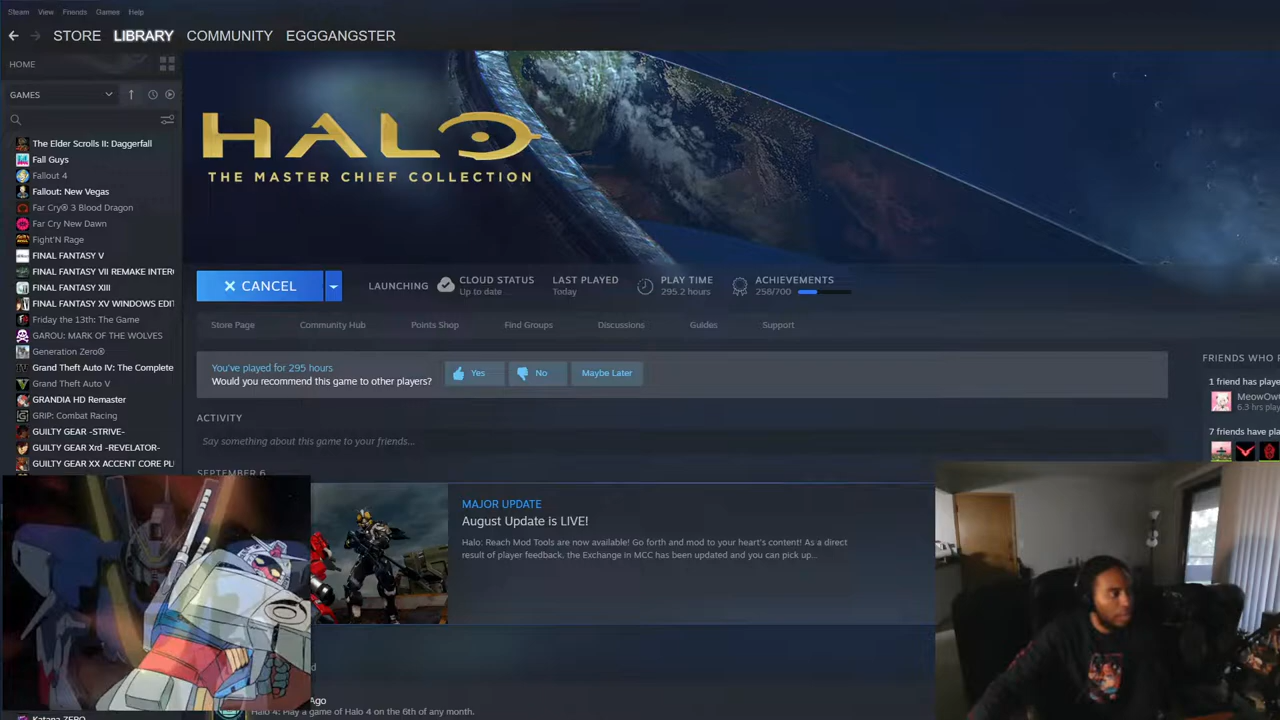 Steam View Friends Games Help
STORE LIBRARY COMMUNITY EGGGANGSTER
HOME
GAMES
The Elder Scrolls II: Daggerfall
Fall Guys
Fallout 4
Fallout: New Vegas
Far Cry® 3 Blood Dragon
Far Cry New Dawn
Fight'N Rage
FINAL FANTASY V
FINAL FANTASY VII REMAKE INTER
FINAL FANTASY XIII
FINAL FANTASY XV WINDOWS EDIT
Friday the 13th: The Game
GAROU: MARK OF THE WOLVES
Generation Zero®
Grand Theft Auto IV: The Complete
Grand Theft Auto V
GRANDIA HD Remaster
GRIP: Combat Racing
GUILTY GEAR -STRIVE-
GUILTY GEAR Xrd -REVELATOR-
GUILTY GEAR XX ACCENT CORE PL
Katana ZERO
HALO
THE MASTER CHIEF COLLECTION
CANCEL
LAUNCHING
CLOUD STATUS
Up to date
LAST PLAYED
Today
PLAY TIME
295.2 hours
ACHIEVEMENTS
258/700
Store Page Community Hub Points Shop Find Groups Discussions Guides Support
You've played for 295 hours
Would you recommend this game to other players?
Yes No Maybe Later
ACTIVITY
Say something about this game to your friends...
SEPTEMBER 6
MAJOR UPDATE
August Update is LIVE!
Halo: Reach Mod Tools are now available! Go forth and mod to your heart's content! As a direct
result of player feedback, the Exchange in MCC has been updated and you can pick up...
Ago
Halo 4: Play a game of Halo 4 on the 6th of any month.
FRIENDS WHO
1 friend has playe
MeowOw
6.3 hrs play
7 friends have pl